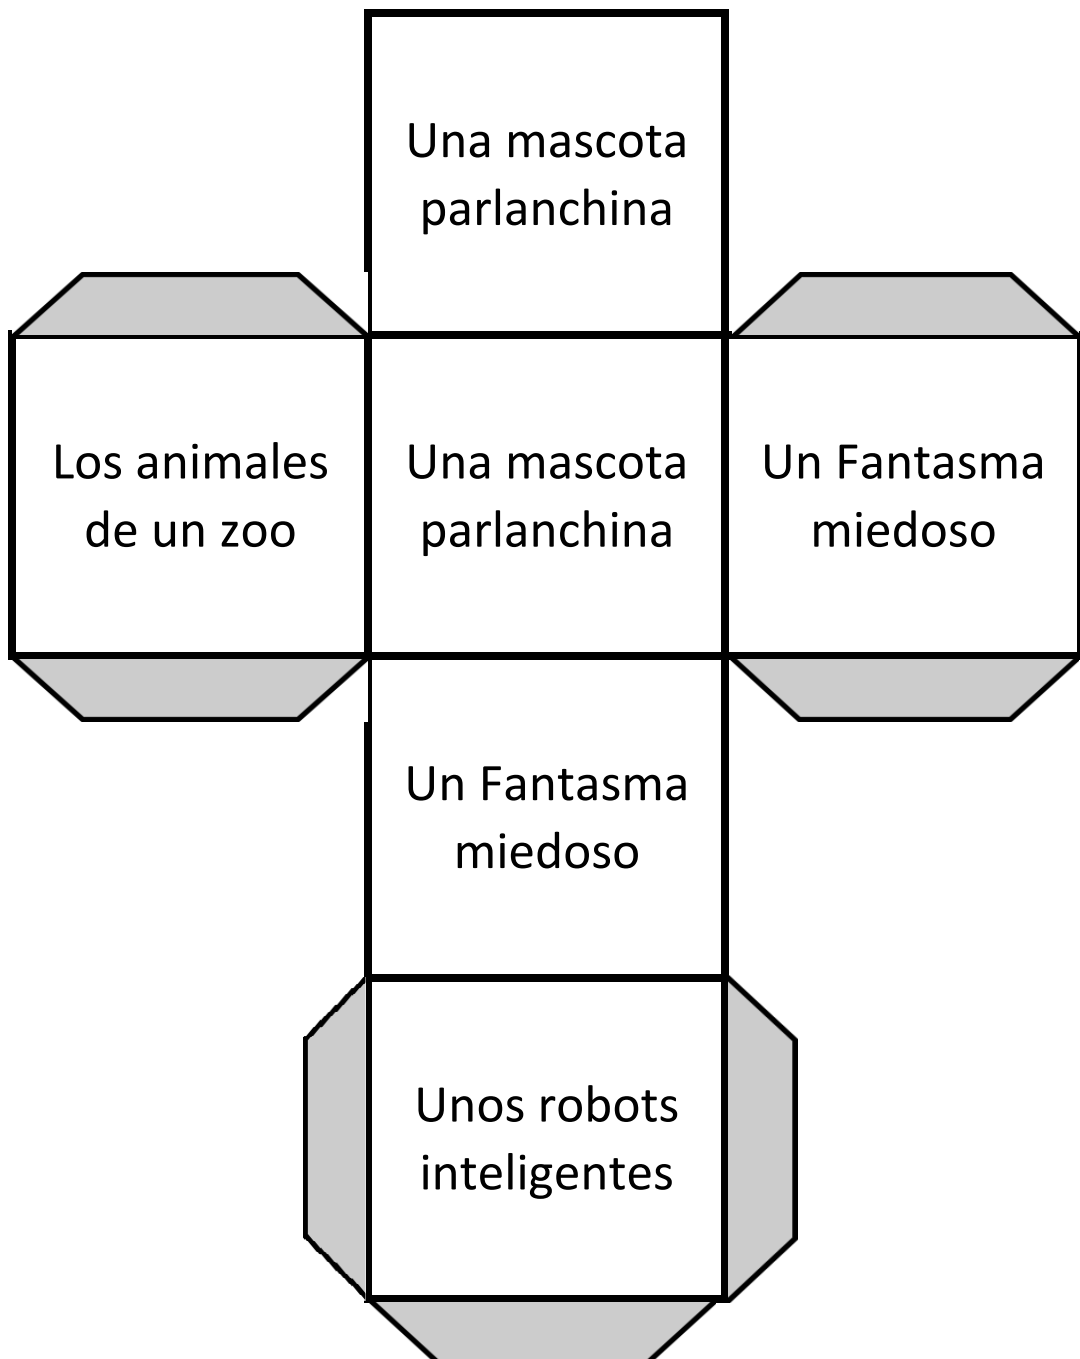 Una mascota
parlanchina
Los animales
de un zoo
Una mascota
parlanchina
Un Fantasma
miedoso
Un Fantasma
miedoso
Unos robots
inteligentes